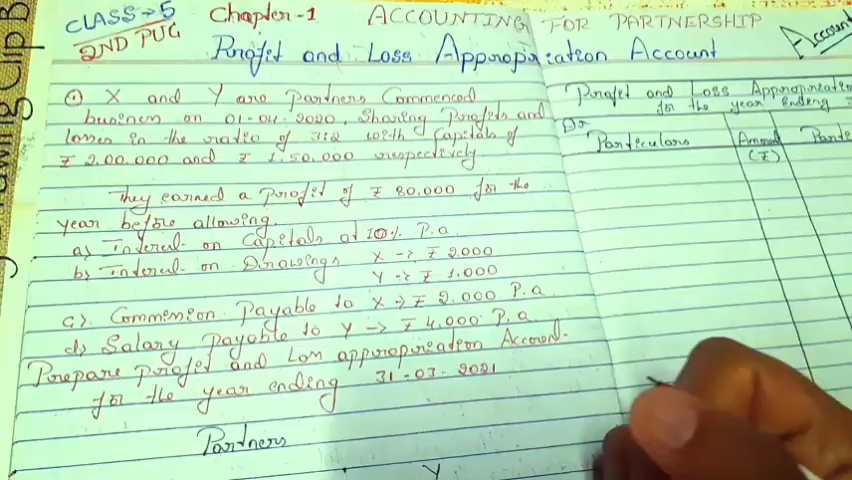 CLASS → 5
2ND PUC
Chapter-1 ACCOUNTING FOR PARTNERSHIP
Profit and Loss Appropriation Account
Account
① X and Y are Partners Commenced
business on 01-04-2020, Sharing Profits and
losses in the ratio of 3:2 with Capitals of
₹ 2,00,000 and ₹ 1,50,000 respectively
They earned a Profit of ₹ 80,000 for the
year before allowing
a) Interest on Capitals at 10% P.a
b) Interest on Drawings X → ₹ 2,000
Y → ₹ 1,000
c) Commission Payable to X → ₹ 2,000 P.a
d) Salary Payable to Y → ₹ 4,000 P.a
Prepare profit and Loss appropriation Account
for the year ending 31-03-2021
Partners
Y
Profit and Loss Appropriation
for the year ending 3
Dr
Particulars Amount Parti
(₹)